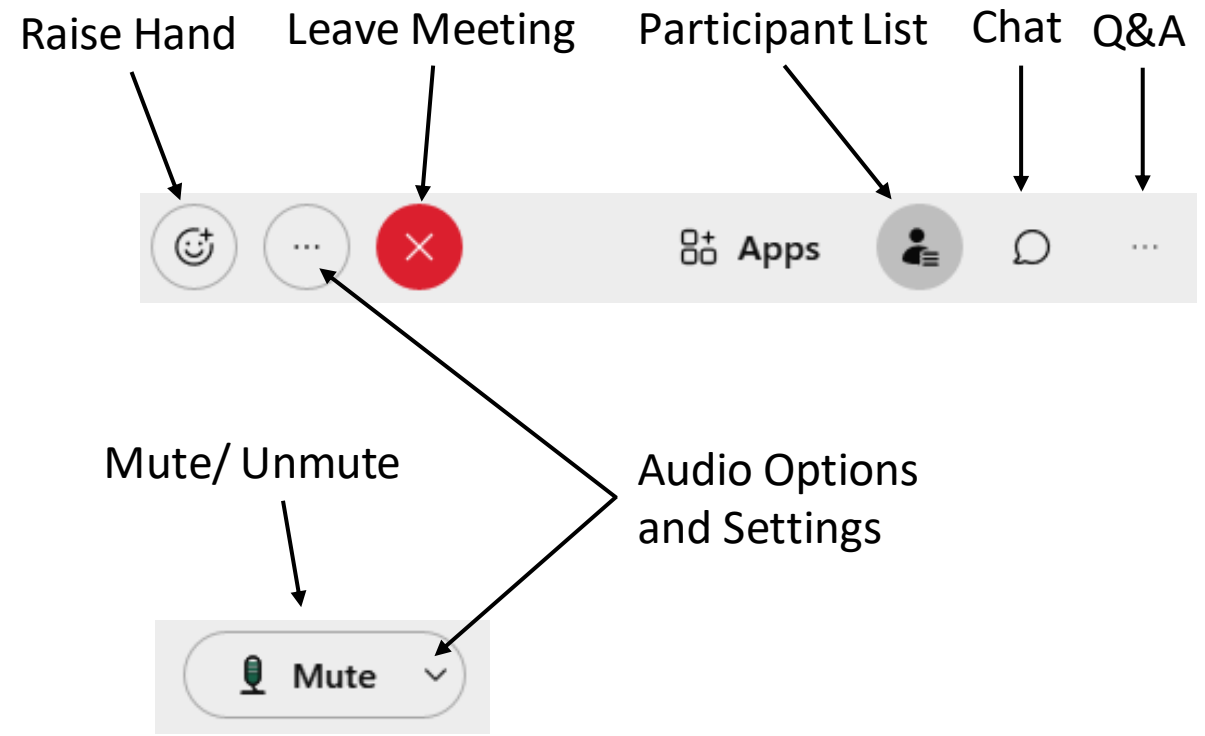 Raise Hand
Leave Meeting
Participant List
Chat
Q&A
Apps
Mute/ Unmute
Audio Options
and Settings
Mute